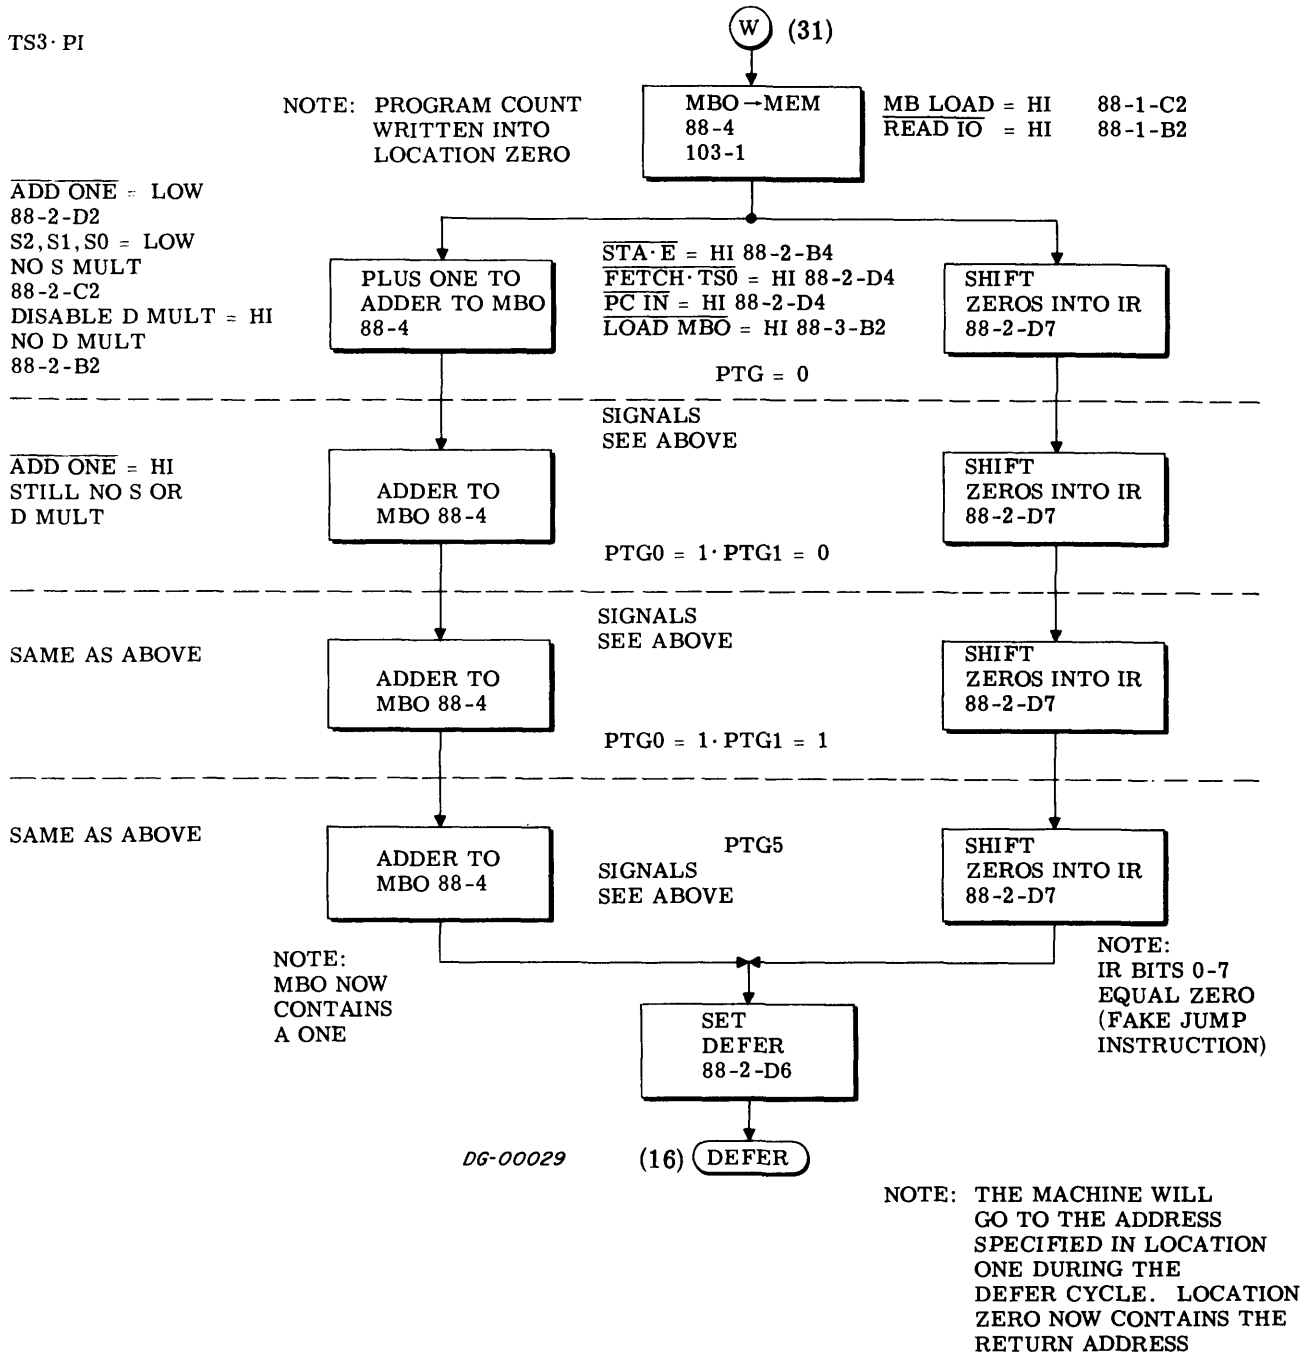 TS3·PI
W (31)
NOTE: PROGRAM COUNT
WRITTEN INTO
LOCATION ZERO
MBO→MEM
88-4
103-1
MB LOAD = HI 88-1-C2
READ IO = HI 88-1-B2
ADD ONE = LOW
88-2-D2
S2, S1, S0 = LOW
NO S MULT
88-2-C2
DISABLE D MULT = HI
NO D MULT
88-2-B2
PLUS ONE TO
ADDER TO MBO
88-4
STA·E = HI 88-2-B4
FETCH·TS0 = HI 88-2-D4
PC IN = HI 88-2-D4
LOAD MBO = HI 88-3-B2
PTG = 0
SHIFT
ZEROS INTO IR
88-2-D7
ADD ONE = HI
STILL NO S OR
D MULT
ADDER TO
MBO 88-4
SIGNALS
SEE ABOVE
PTG0 = 1·PTG1 = 0
SHIFT
ZEROS INTO IR
88-2-D7
SAME AS ABOVE
ADDER TO
MBO 88-4
SIGNALS
SEE ABOVE
PTG0 = 1·PTG1 = 1
SHIFT
ZEROS INTO IR
88-2-D7
SAME AS ABOVE
ADDER TO
MBO 88-4
PTG5
SIGNALS
SEE ABOVE
SHIFT
ZEROS INTO IR
88-2-D7
NOTE:
MBO NOW
CONTAINS
A ONE
NOTE:
IR BITS 0-7
EQUAL ZERO
(FAKE JUMP
INSTRUCTION)
SET
DEFER
88-2-D6
DG-00029
(16) DEFER
NOTE: THE MACHINE WILL
GO TO THE ADDRESS
SPECIFIED IN LOCATION
ONE DURING THE
DEFER CYCLE. LOCATION
ZERO NOW CONTAINS THE
RETURN ADDRESS